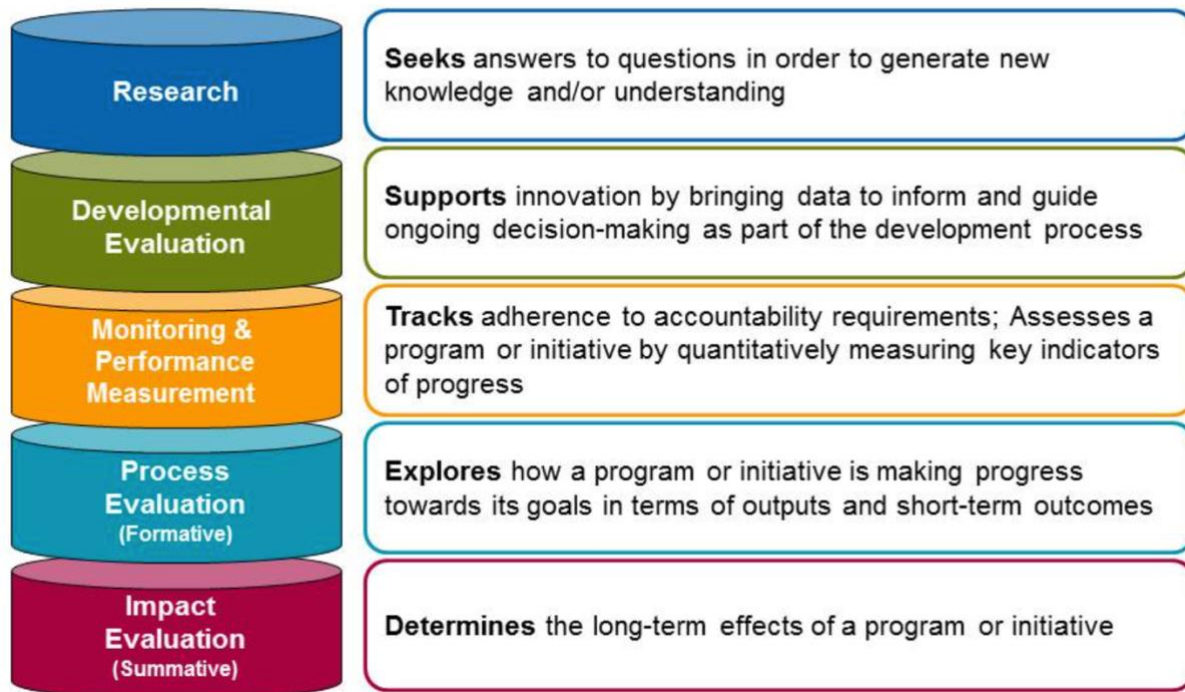 Research
Seeks answers to questions in order to generate new
knowledge and/or understanding
Developmental
Evaluation
Supports innovation by bringing data to inform and guide
ongoing decision-making as part of the development process
Monitoring &
Performance
Measurement
Tracks adherence to accountability requirements; Assesses a
program or initiative by quantitatively measuring key indicators
of progress
Process
Evaluation
(Formative)
Explores how a program or initiative is making progress
towards its goals in terms of outputs and short-term outcomes
Impact
Evaluation
(Summative)
Determines the long-term effects of a program or initiative